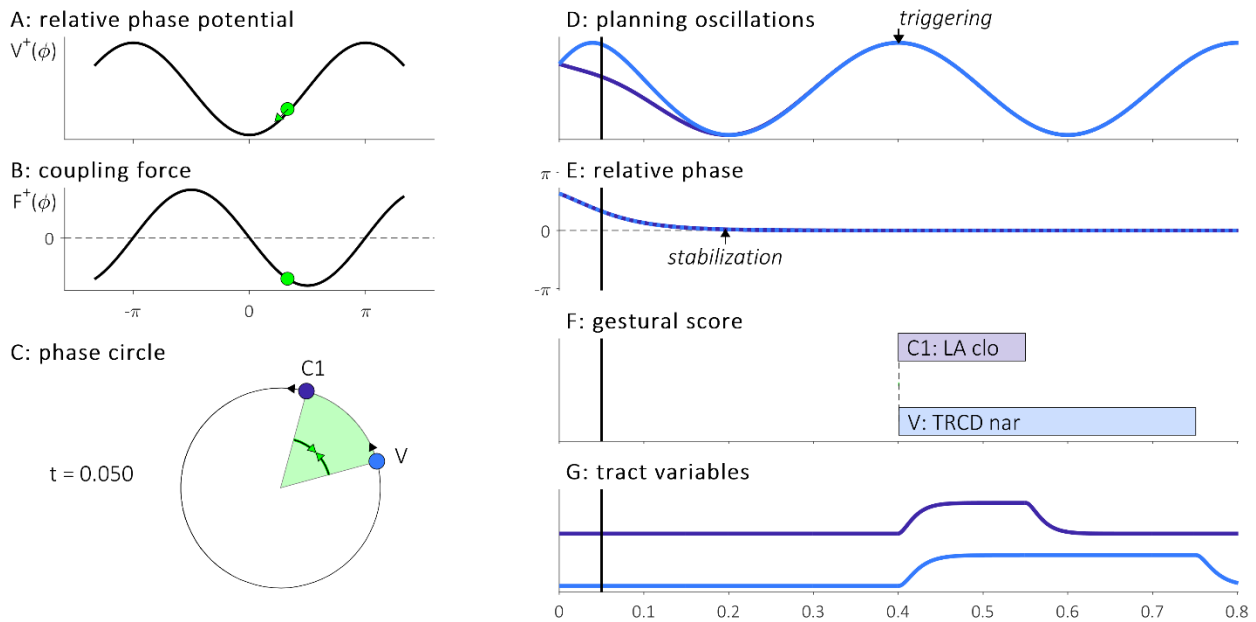 A: relative phase potential
V⁺(ϕ)
B: coupling force
F⁺(ϕ)
0
-π 0 π
C: phase circle
C1
V
t = 0.050
D: planning oscillations
triggering
E: relative phase
π
0
-π
stabilization
F: gestural score
C1: LA clo
V: TRCD nar
G: tract variables
0 0.1 0.2 0.3 0.4 0.5 0.6 0.7 0.8